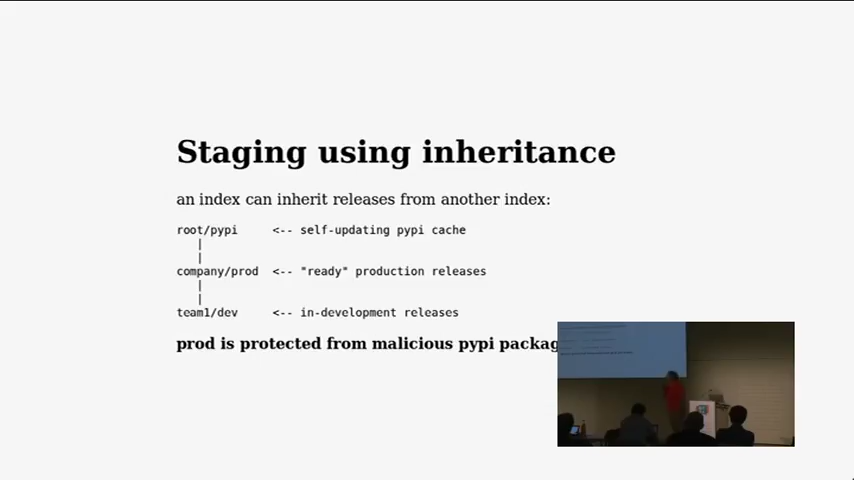 Staging using inheritance
an index can inherit releases from another index:
root/pypi <-- self-updating pypi cache
|
|
company/prod <-- "ready" production releases
|
|
team1/dev <-- in-development releases
prod is protected from malicious pypi